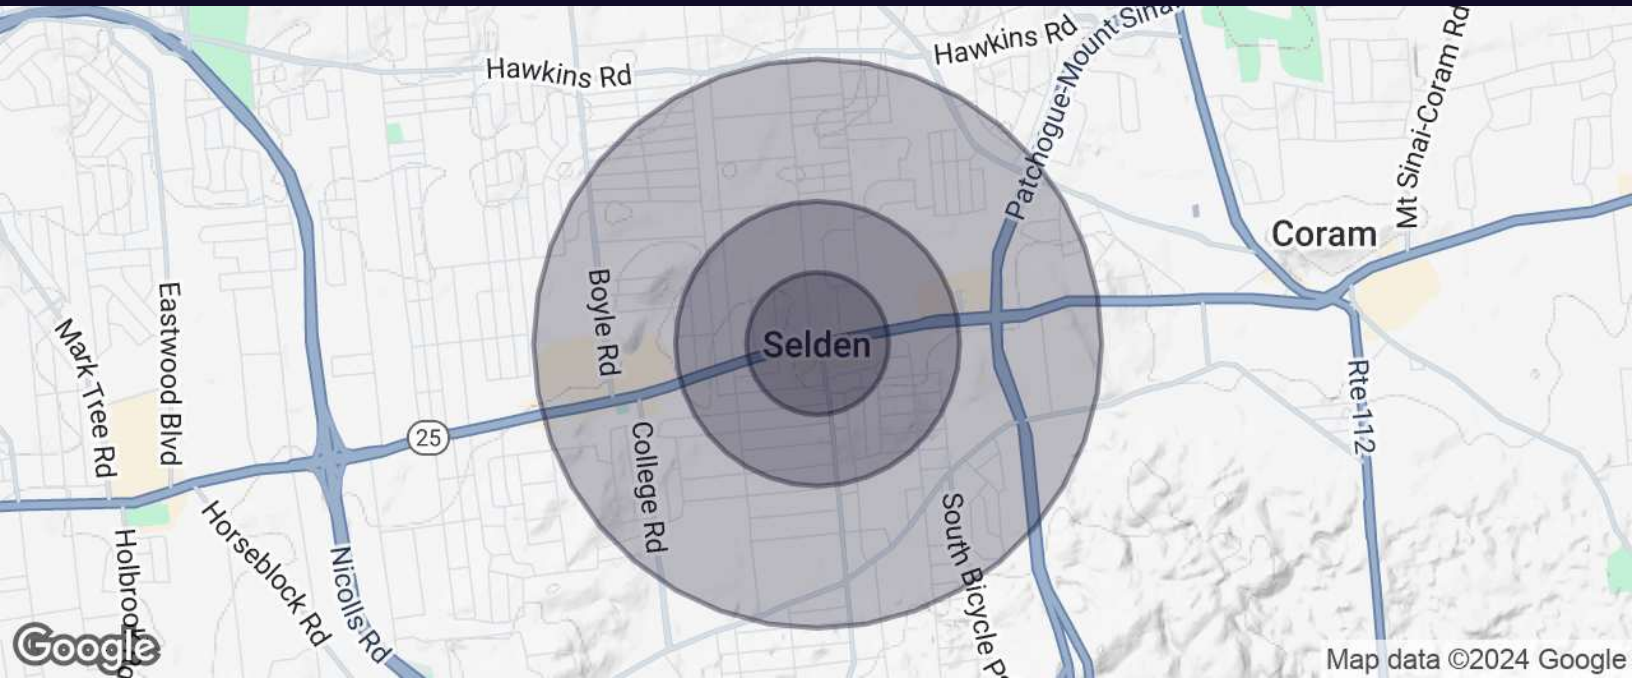 Hawkins Rd
Hawkins Rd
Patchogue-Mount Sinai
Mt Sinai-Coram Rd
Coram
Eastwood Blvd
Boyle Rd
Mark Tree Rd
Selden
25
Rte 112
College Rd
Horseblock Rd
Nicolls Rd
South Bicycle
Google
Map data ©2024 Google